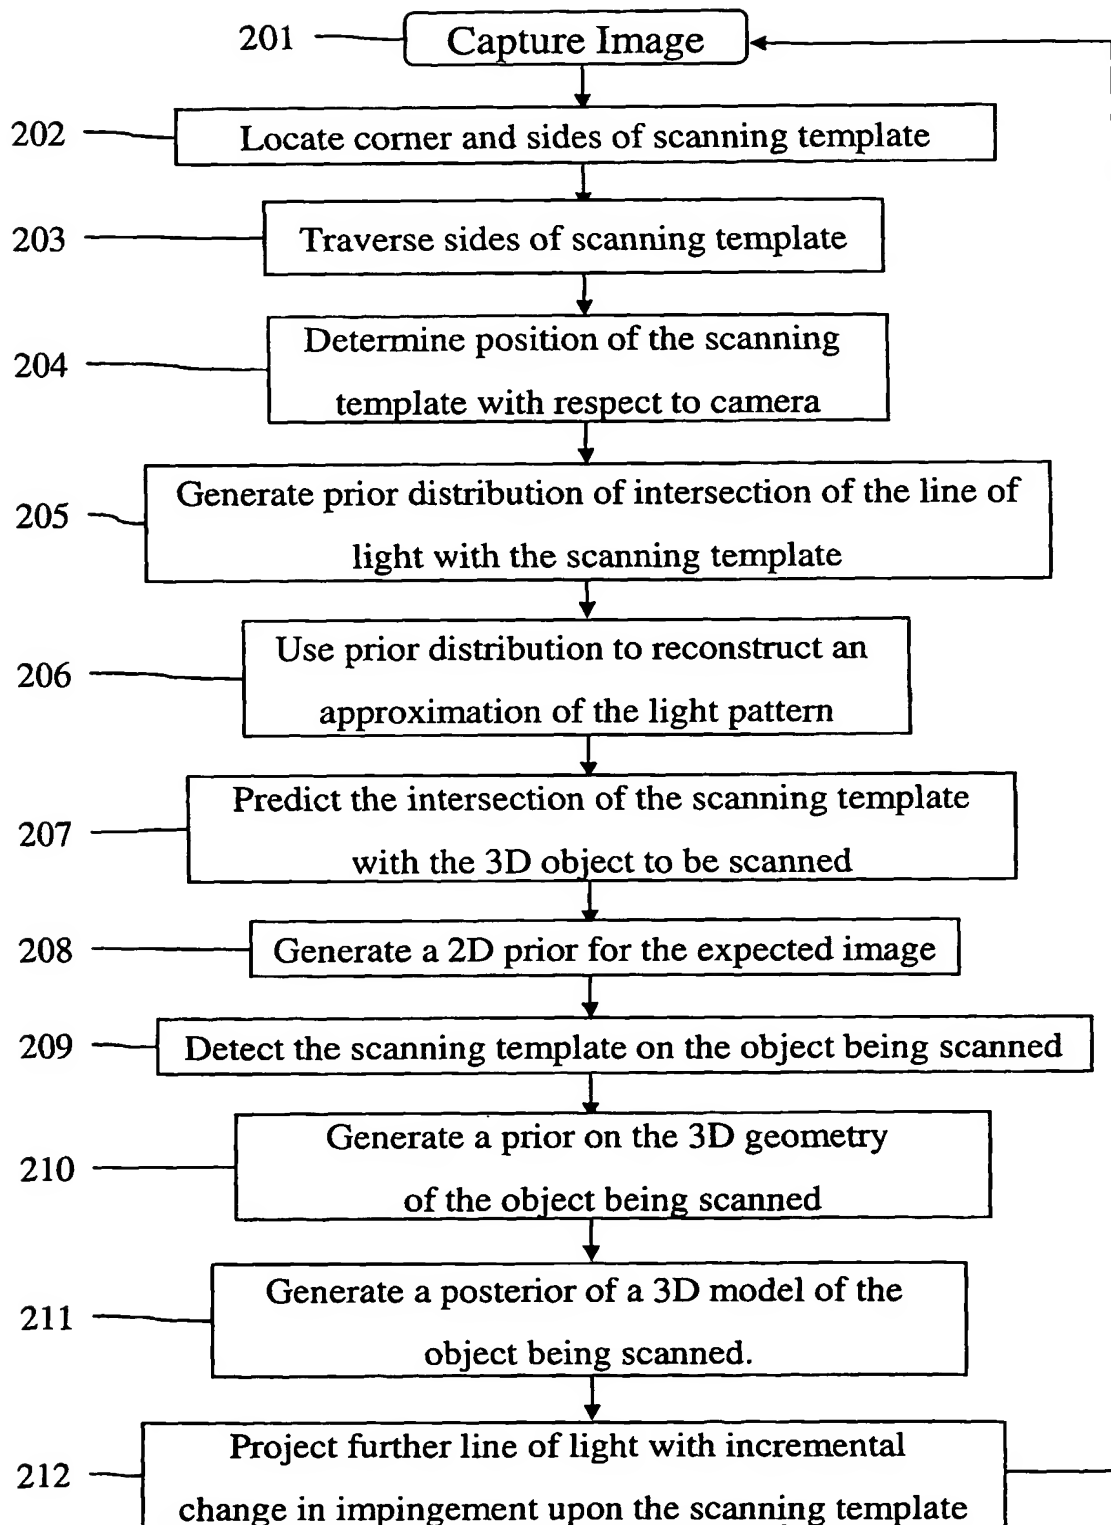 201
Capture Image
202
Locate corner and sides of scanning template
203
Traverse sides of scanning template
204
Determine position of the scanning
template with respect to camera
205
Generate prior distribution of intersection of the line of
light with the scanning template
206
Use prior distribution to reconstruct an
approximation of the light pattern
207
Predict the intersection of the scanning template
with the 3D object to be scanned
208
Generate a 2D prior for the expected image
209
Detect the scanning template on the object being scanned
210
Generate a prior on the 3D geometry
of the object being scanned
211
Generate a posterior of a 3D model of the
object being scanned.
212
Project further line of light with incremental
change in impingement upon the scanning template